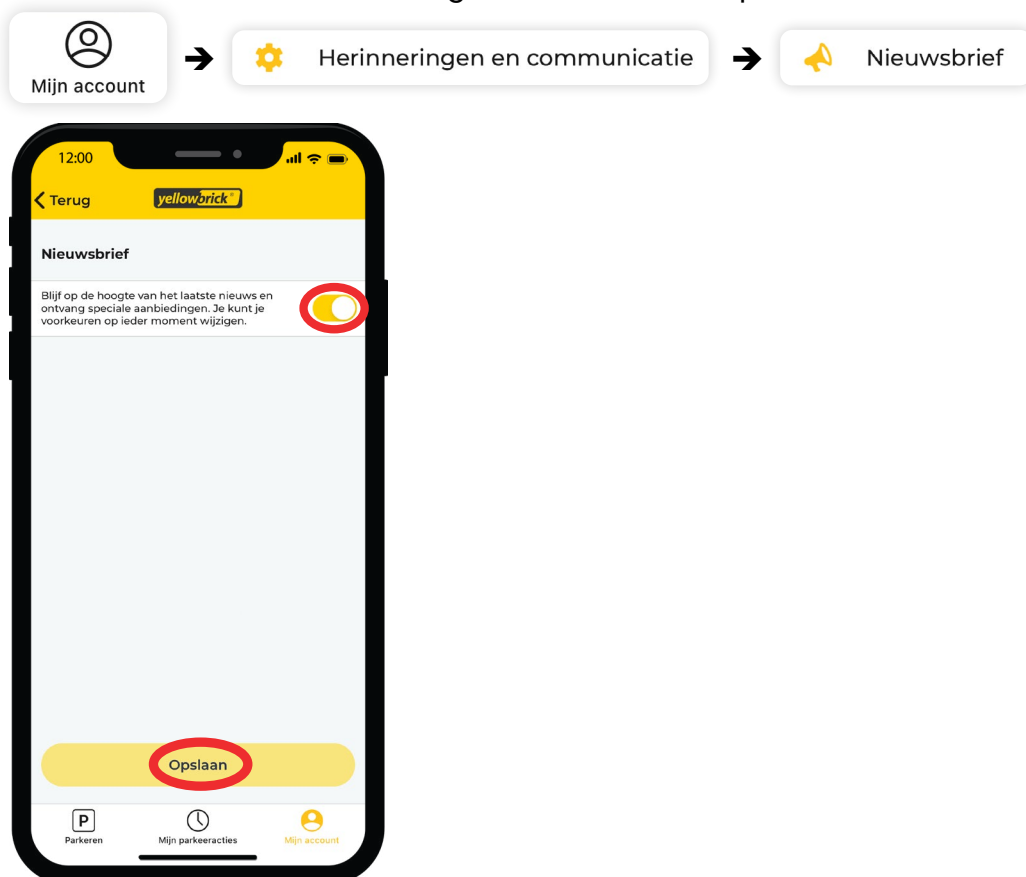 Mijn account
Herinneringen en communicatie
Nieuwsbrief
12:00
Terug
yellowbrick
Nieuwsbrief
Blijf op de hoogte van het laatste nieuws en
ontvang speciale aanbiedingen. Je kunt je
voorkeuren op ieder moment wijzigen.
Opslaan
P
Parkeren
Mijn parkeeracties
Mijn account